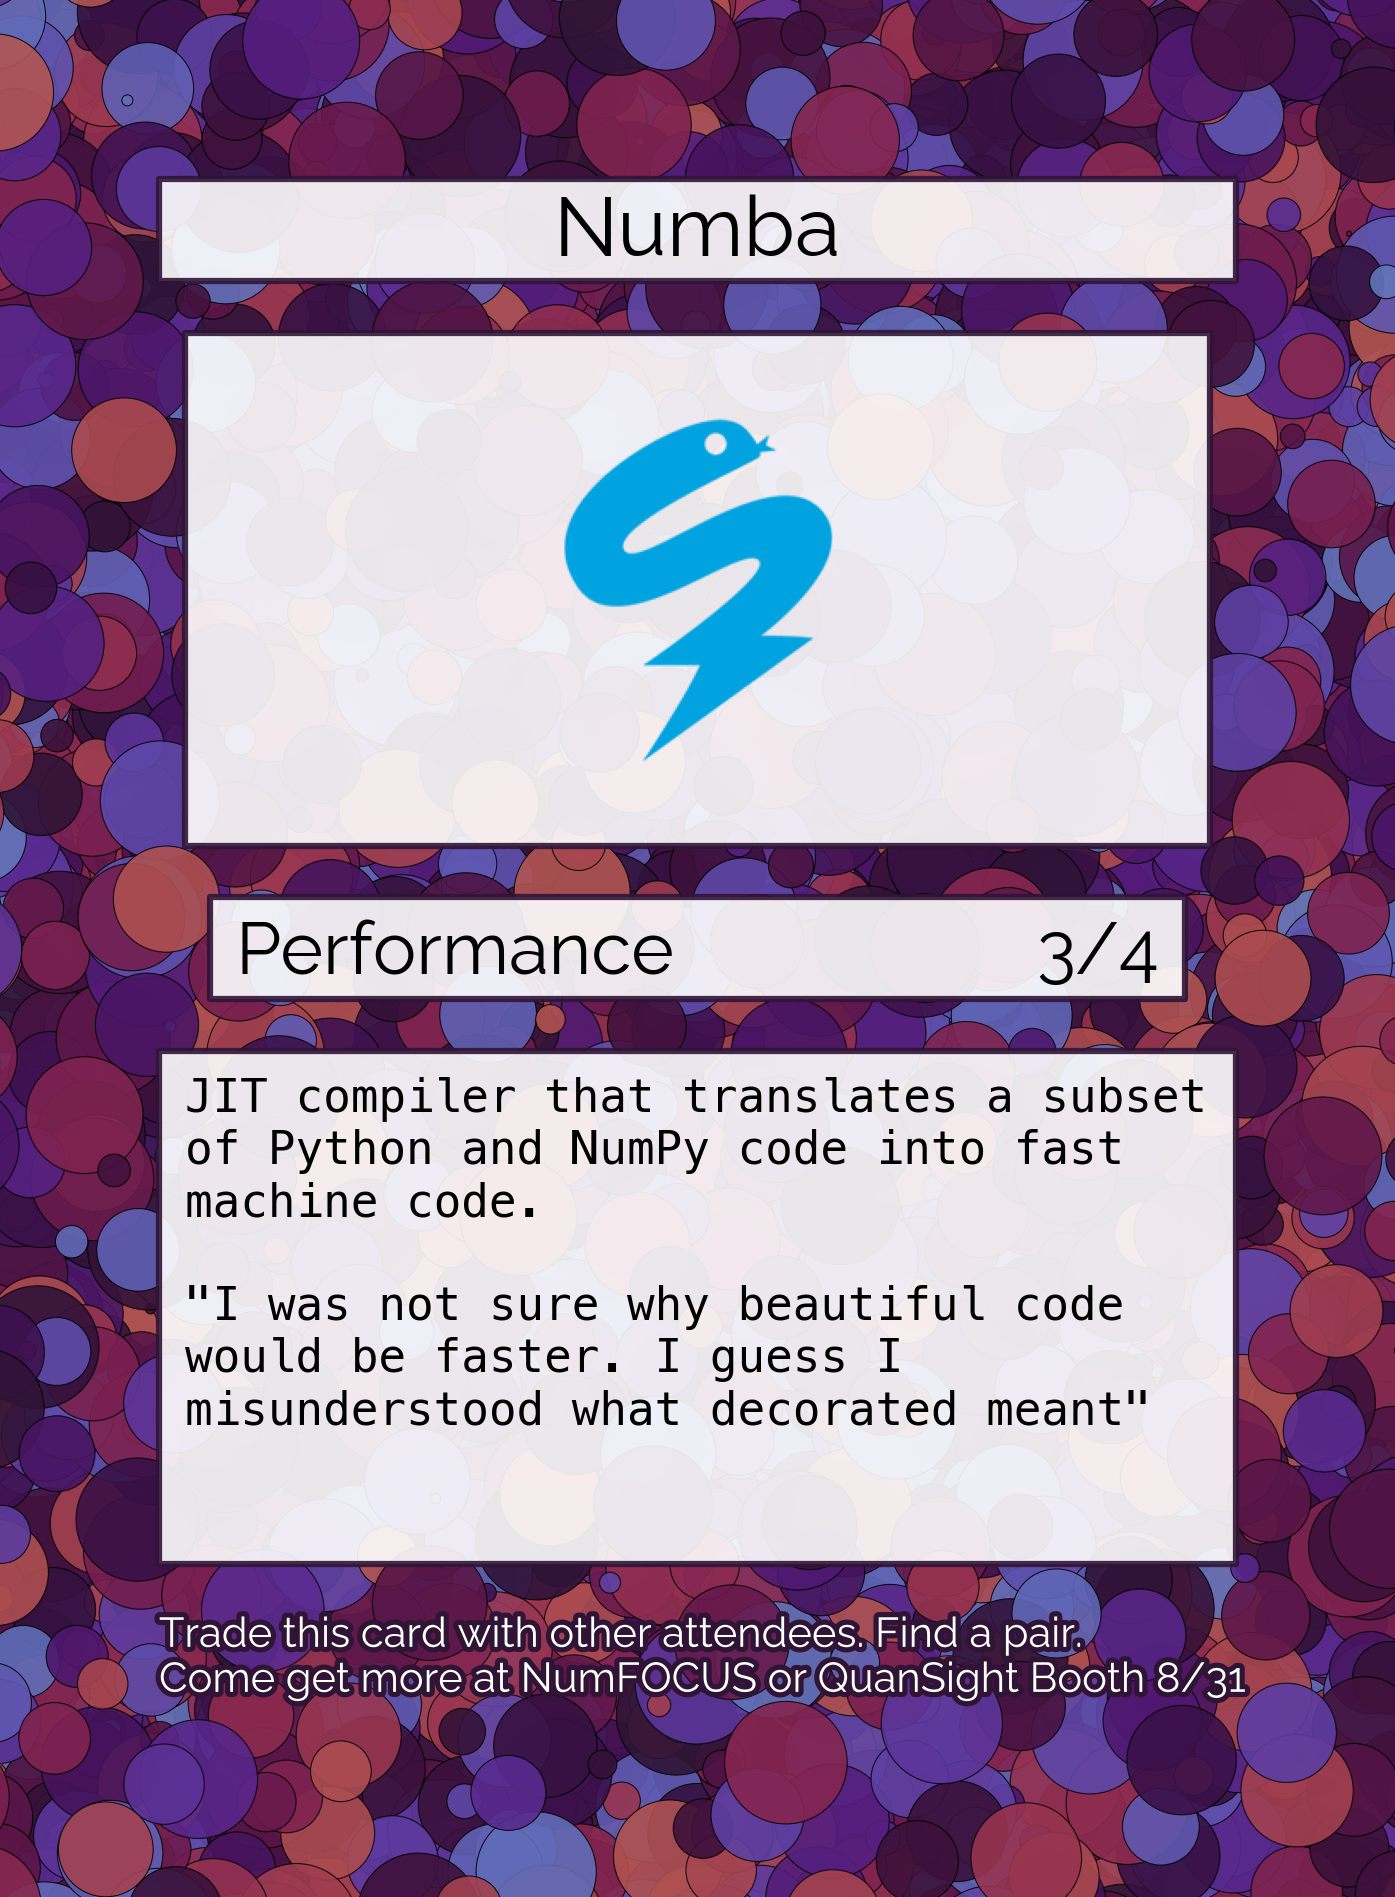 Numba
Performance 3/4
JIT compiler that translates a subset
of Python and NumPy code into fast
machine code.
"I was not sure why beautiful code
would be faster. I guess I
misunderstood what decorated meant"
Trade this card with other attendees. Find a pair.
Come get more at NumFOCUS or QuanSight Booth 8/31